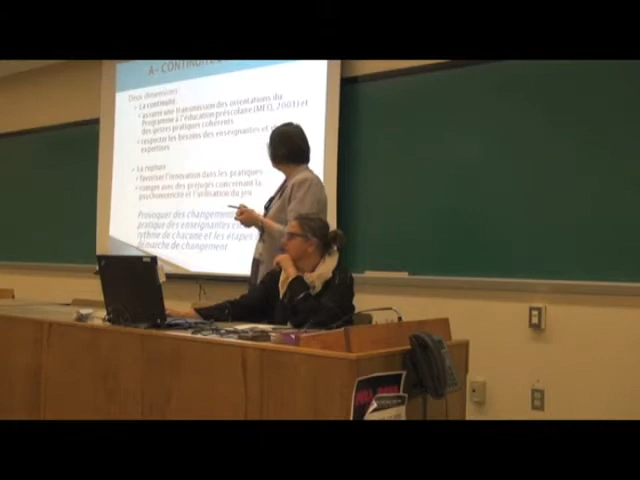 A- CONTINUITÉ
Deux dimensions
La continuité
assurer une transmission des orientations du
Programme à l'éducation préscolaire (MEQ, 2001) et
des prises pratiques cohérents
respecter les besoins des enseignantes et
expertises
La rupture
favoriser l'innovation dans les pratiques
rompre avec des préjugés concernant la
psychomotricité et l'utilisation du jeu
Provoquer des changements
pratique des enseignantes
rythme de chacune et les étapes
démarche de changement